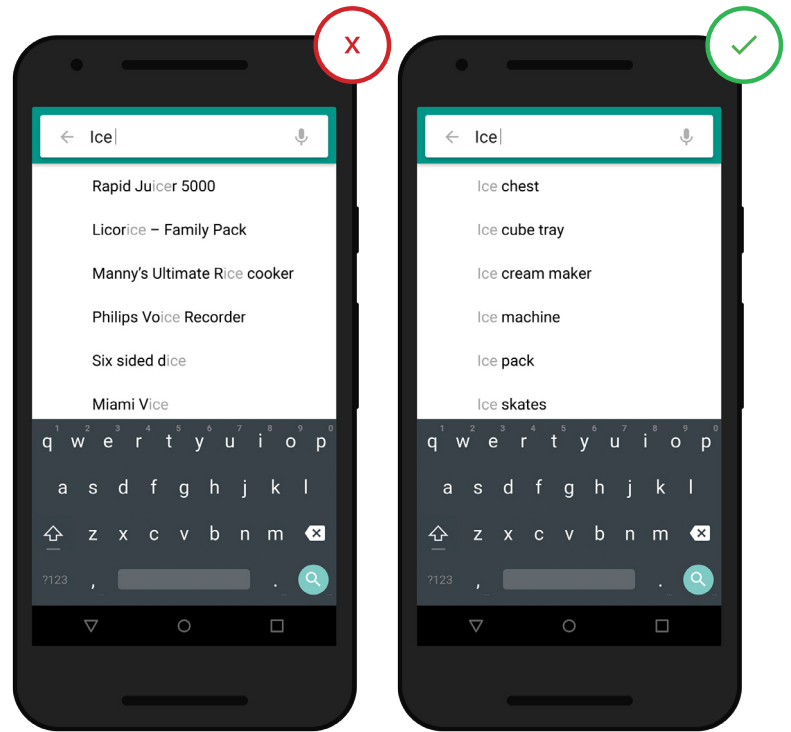 X
Ice
Rapid Juicer 5000
Licorice – Family Pack
Manny’s Ultimate Rice cooker
Philips Voice Recorder
Six sided dice
Miami Vice
1 2 3 4 5 6 7 8 9 0
q w e r t y u i o p
a s d f g h j k l
z x c v b n m
?123 , .
Ice
Ice chest
Ice cube tray
Ice cream maker
Ice machine
Ice pack
Ice skates
1 2 3 4 5 6 7 8 9 0
q w e r t y u i o p
a s d f g h j k l
z x c v b n m
?123 , .